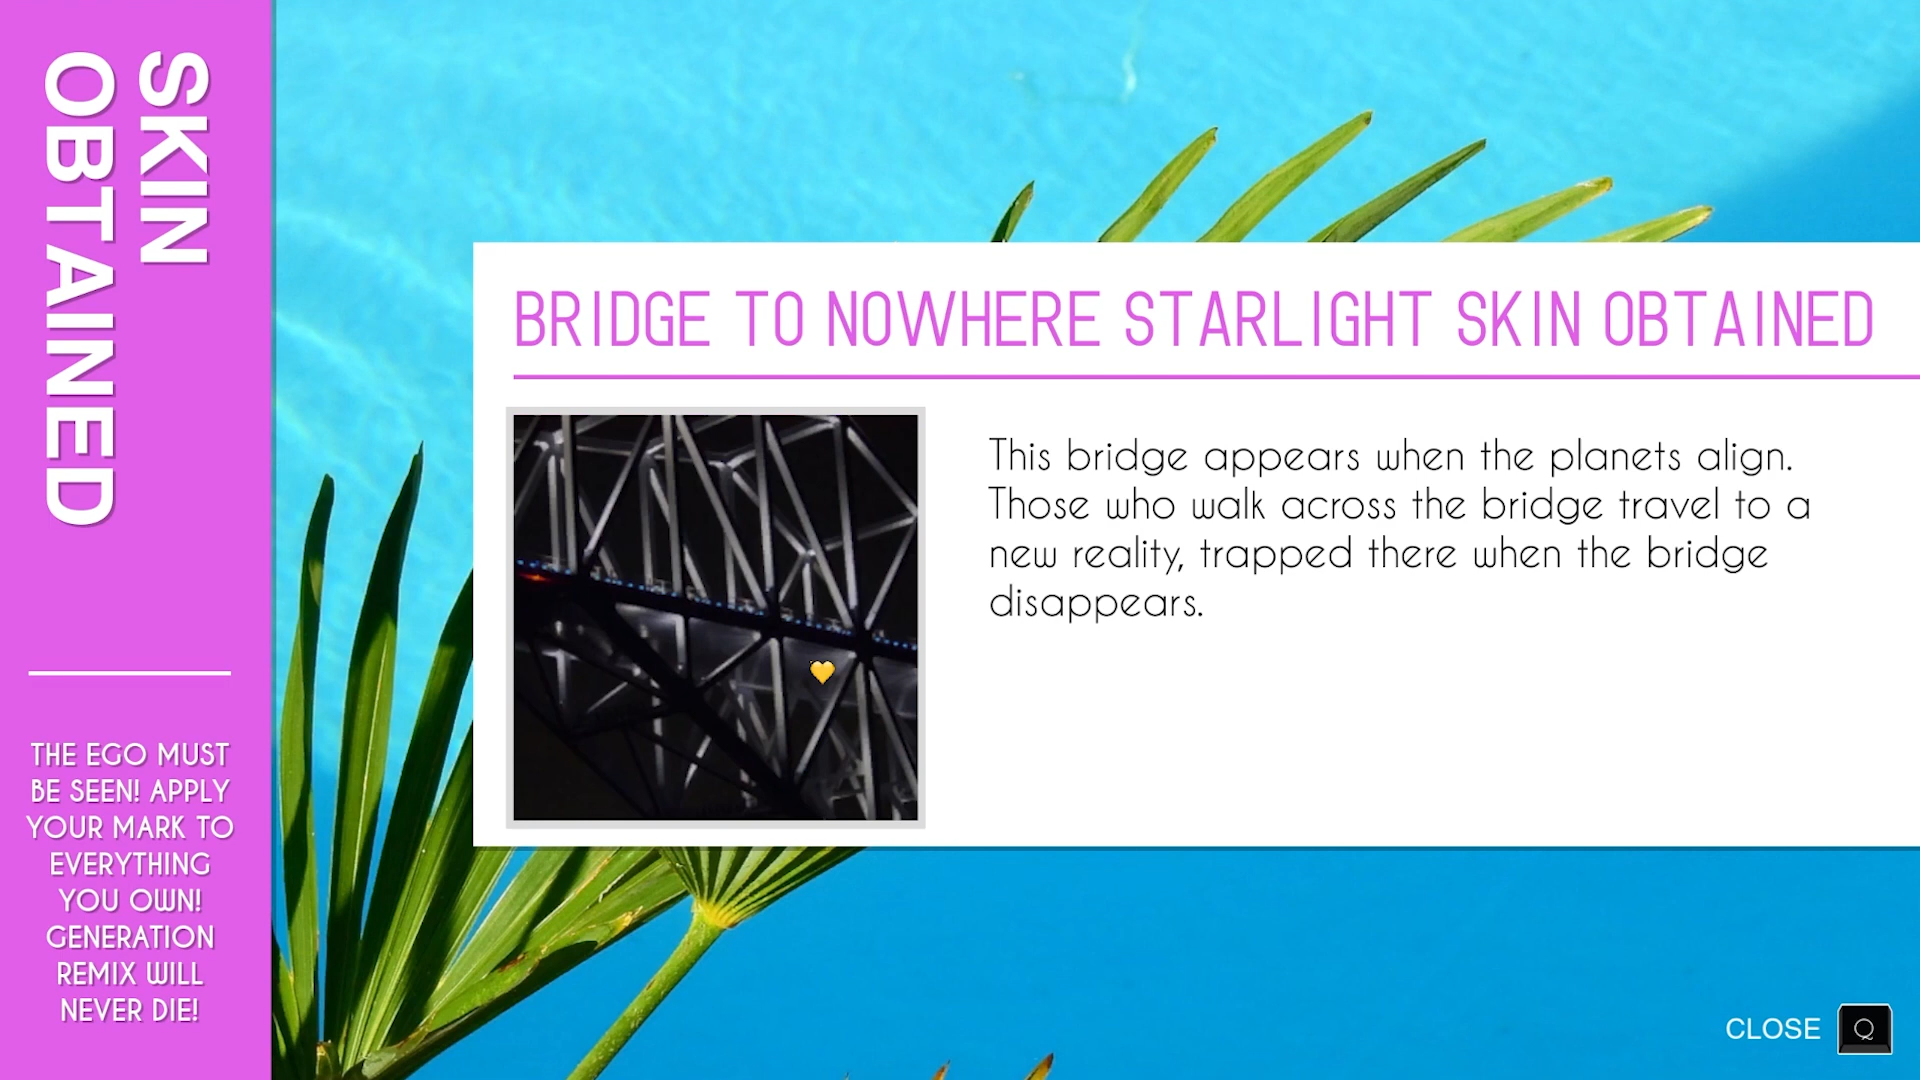 SKIN
OBTAINED
THE EGO MUST
BE SEEN! APPLY
YOUR MARK TO
EVERYTHING
YOU OWN!
GENERATION
REMIX WILL
NEVER DIE!
BRIDGE TO NOWHERE STARLIGHT SKIN OBTAINED
This bridge appears when the planets align.
Those who walk across the bridge travel to a
new reality, trapped there when the bridge
disappears.
CLOSE Q